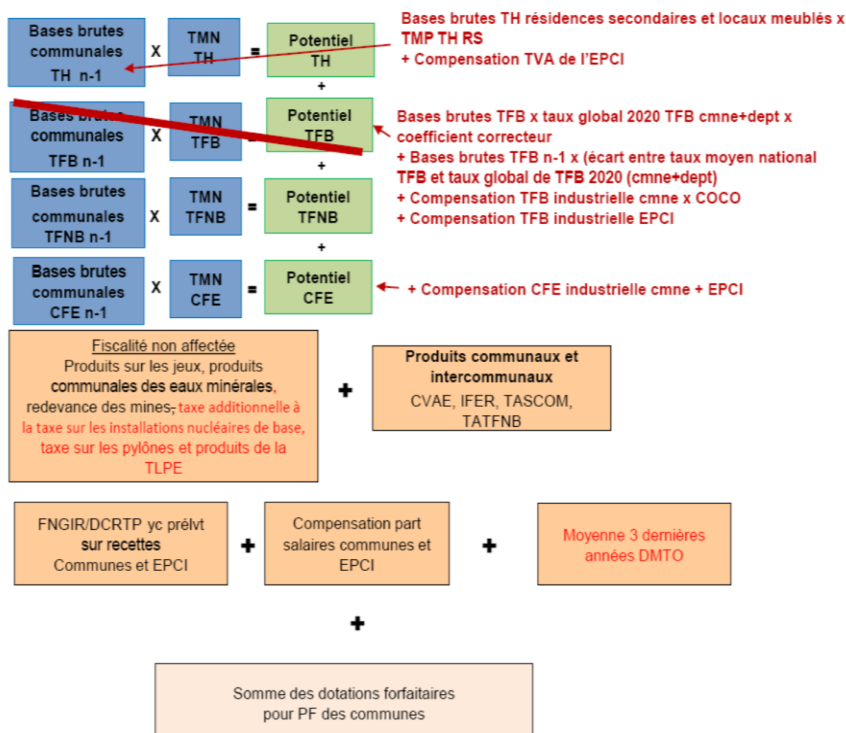 Bases brutes
communales
TH n-1
X
TMN
TH
=
Potentiel
TH
Bases brutes TH résidences secondaires et locaux meublés x
TMP TH RS
+ Compensation TVA de l'EPCI
+
Bases brutes
communales
TFB n-1
X
TMN
TFB
=
Potentiel
TFB
Bases brutes TFB x taux global 2020 TFB cmne+dept x
coefficient correcteur
+ Bases brutes TFB n-1 x (écart entre taux moyen national
TFB et taux global de TFB 2020 (cmne+dept)
+ Compensation TFB industrielle cmne x COCO
+ Compensation TFB industrielle EPCI
+
Bases brutes
communales
TFNB n-1
X
TMN
TFNB
=
Potentiel
TFNB
+
Bases brutes
communales
CFE n-1
X
TMN
CFE
=
Potentiel
CFE
+ Compensation CFE industrielle cmne + EPCI
Fiscalité non affectée
Produits sur les jeux, produits
communales des eaux minérales,
redevance des mines, taxe additionnelle à
la taxe sur les installations nucléaires de base,
taxe sur les pylônes et produits de la
TLPE
+
Produits communaux et
intercommunaux
CVAE, IFER, TASCOM,
TATFNB
FNGIR/DCRTP yc prélvt
sur recettes
Communes et EPCI
+
Compensation part
salaires communes et
EPCI
+
Moyenne 3 dernières
années DMTO
+
Somme des dotations forfaitaires
pour PF des communes